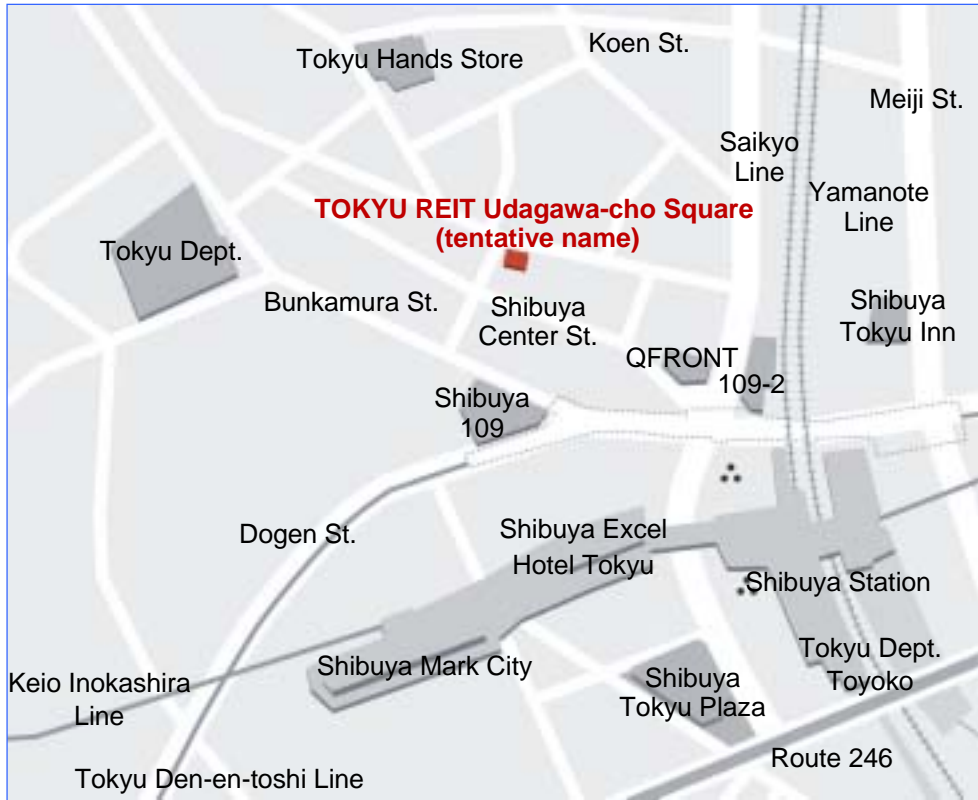 Koen St.
Tokyu Hands Store
Meiji St.
Saikyo
Line
Yamanote
Line
TOKYU REIT Udagawa-cho Square
(tentative name)
Tokyu Dept.
Bunkamura St.
Shibuya
Center St.
Shibuya
Tokyu Inn
QFRONT
109-2
Shibuya
109
Dogen St.
Shibuya Excel
Hotel Tokyu
Shibuya Station
Shibuya Mark City
Tokyu Dept.
Toyoko
Shibuya
Tokyu Plaza
Keio Inokashira
Line
Route 246
Tokyu Den-en-toshi Line